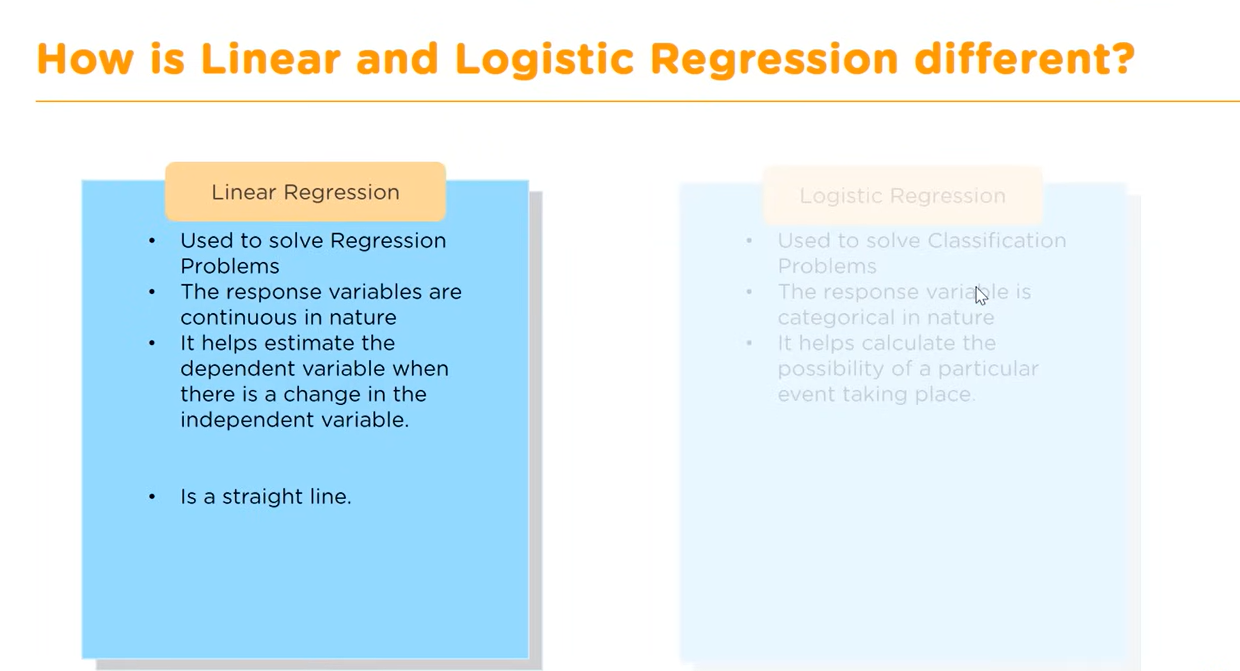 How is Linear and Logistic Regression different?
Linear Regression
• Used to solve Regression
Problems
• The response variables are
continuous in nature
• It helps estimate the
dependent variable when
there is a change in the
independent variable.
• Is a straight line.
Logistic Regression
• Used to solve Classification
Problems
• The response variable is
categorical in nature
• It helps calculate the
possibility of a particular
event taking place.